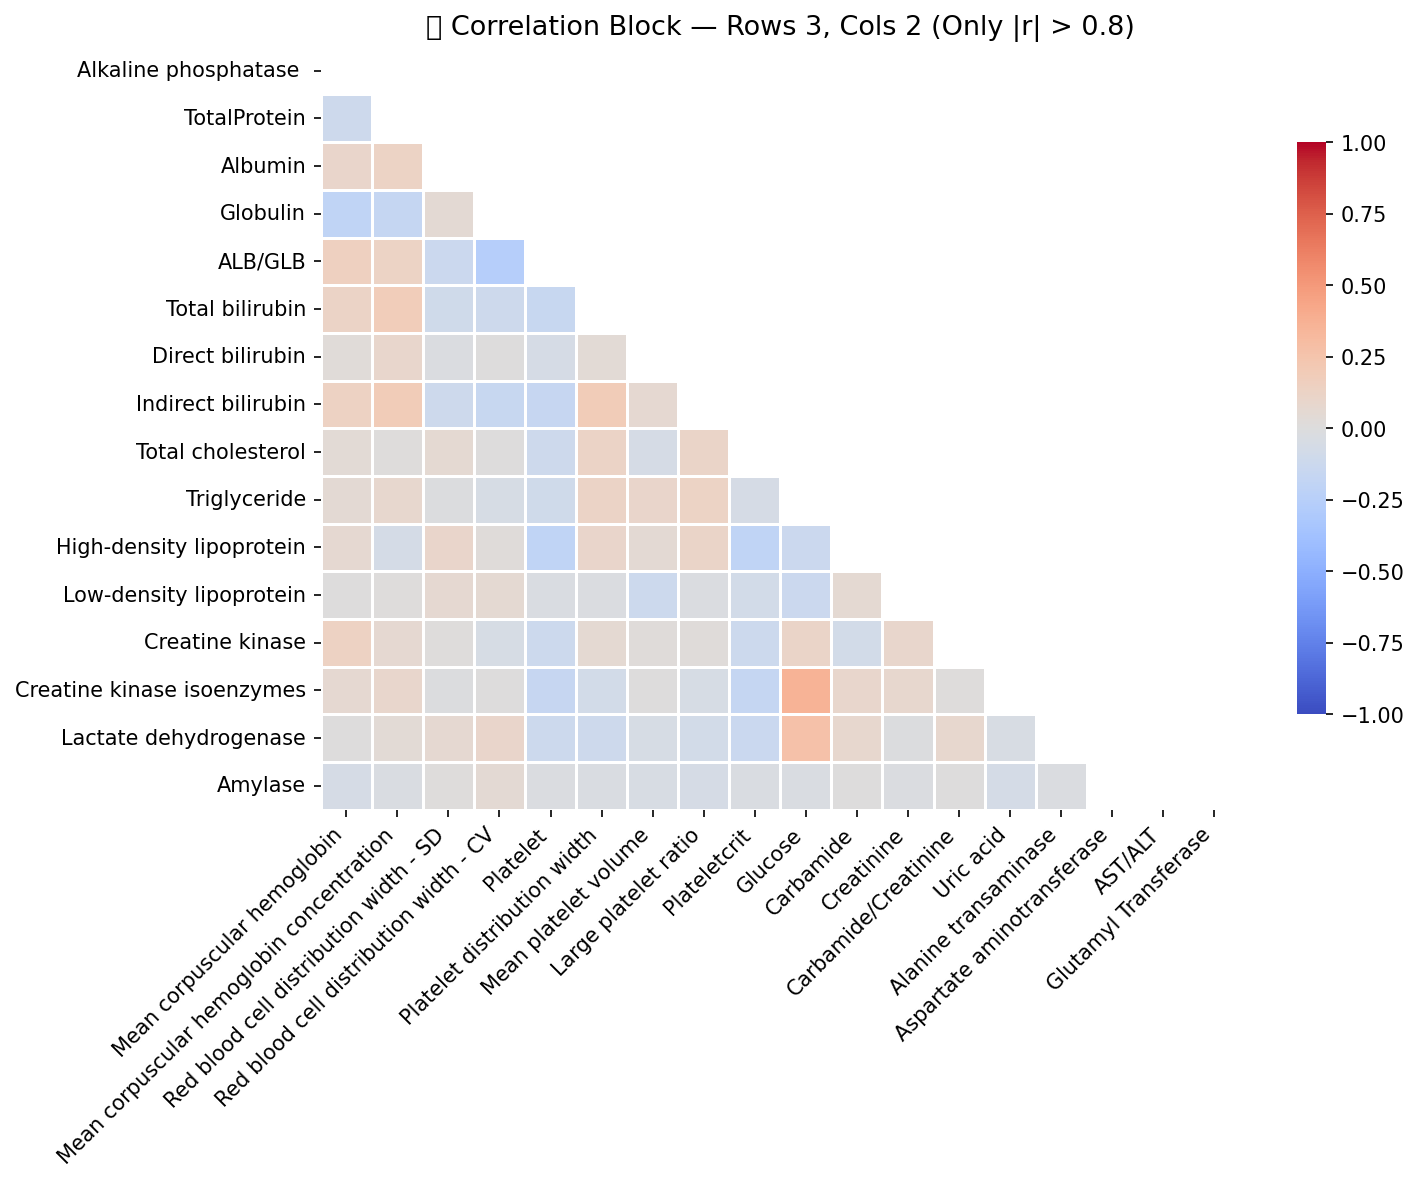 ▯ Correlation Block — Rows 3, Cols 2 (Only |r| > 0.8)
Alkaline phosphatase
TotalProtein
Albumin
Globulin
ALB/GLB
Total bilirubin
Direct bilirubin
Indirect bilirubin
Total cholesterol
Triglyceride
High-density lipoprotein
Low-density lipoprotein
Creatine kinase
Creatine kinase isoenzymes
Lactate dehydrogenase
Amylase
Mean corpuscular hemoglobin
Mean corpuscular hemoglobin concentration
Red blood cell distribution width - SD
Red blood cell distribution width - CV
Platelet
Platelet distribution width
Mean platelet volume
Large platelet ratio
Plateletcrit
Glucose
Carbamide
Creatinine
Carbamide/Creatinine
Uric acid
Alanine transaminase
Aspartate aminotransferase
AST/ALT
Glutamyl Transferase
1.00
0.75
0.50
0.25
0.00
−0.25
−0.50
−0.75
−1.00